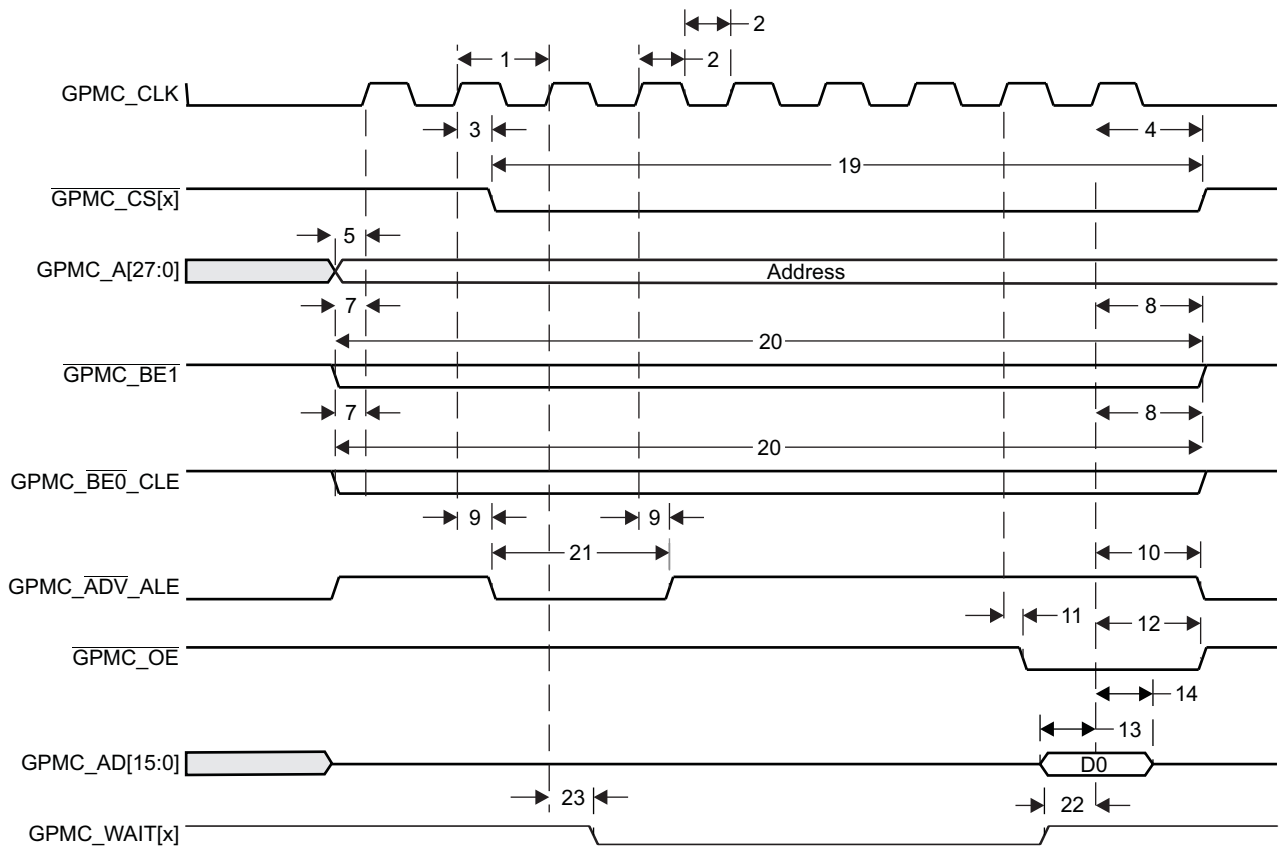 2
1
2
GPMC_CLK
3
4
19
GPMC_CS[x]
5
GPMC_A[27:0]
Address
7
8
20
GPMC_BE1
7
8
20
GPMC_BE0_CLE
9
9
21
10
GPMC_ADV_ALE
11
12
GPMC_OE
14
13
GPMC_AD[15:0]
D0
23
22
GPMC_WAIT[x]